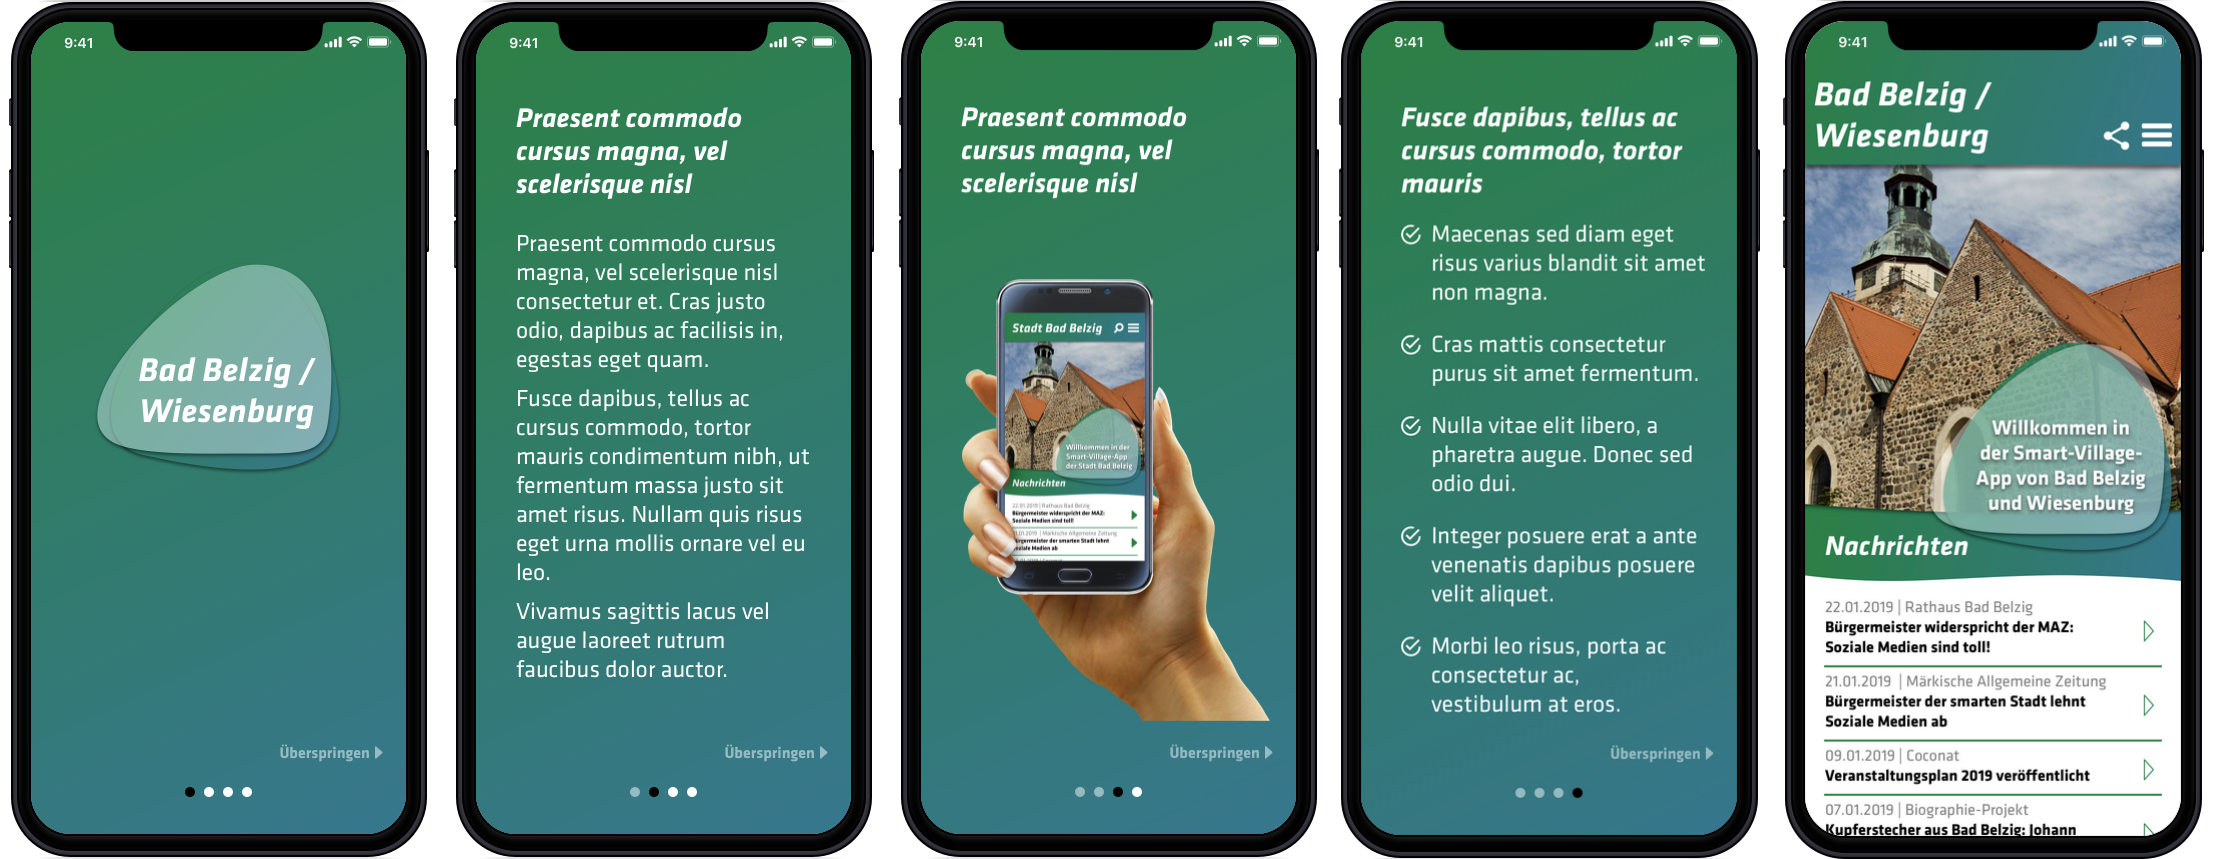 9:41
Bad Belzig /
Wiesenburg
Überspringen
9:41
Praesent commodo
cursus magna, vel
scelerisque nisl
Praesent commodo cursus
magna, vel scelerisque nisl
consectetur et. Cras justo
odio, dapibus ac facilisis in,
egestas eget quam.
Fusce dapibus, tellus ac
cursus commodo, tortor
mauris condimentum nibh, ut
fermentum massa justo sit
amet risus. Nullam quis risus
eget urna mollis ornare vel eu
leo.
Vivamus sagittis lacus vel
augue laoreet rutrum
faucibus dolor auctor.
Überspringen
9:41
Praesent commodo
cursus magna, vel
scelerisque nisl
Stadt Bad Belzig
Willkommen in der
Smart-Village-App
der Stadt Bad Belzig
Nachrichten
22.01.2019 | Rathaus Bad Belzig
Bürgermeister widerspricht der MAZ:
Soziale Medien sind toll!
.01.2019 | Märkische Allgemeine Zeitung
Bürgermeister der smarten Stadt lehnt
Soziale Medien ab
Überspringen
9:41
Fusce dapibus, tellus ac
cursus commodo, tortor
mauris
Maecenas sed diam eget
risus varius blandit sit amet
non magna.
Cras mattis consectetur
purus sit amet fermentum.
Nulla vitae elit libero, a
pharetra augue. Donec sed
odio dui.
Integer posuere erat a ante
venenatis dapibus posuere
velit aliquet.
Morbi leo risus, porta ac
consectetur ac,
vestibulum at eros.
Überspringen
9:41
Bad Belzig /
Wiesenburg
Willkommen in
der Smart-Village-
App von Bad Belzig
und Wiesenburg
Nachrichten
22.01.2019 | Rathaus Bad Belzig
Bürgermeister widerspricht der MAZ:
Soziale Medien sind toll!
21.01.2019 | Märkische Allgemeine Zeitung
Bürgermeister der smarten Stadt lehnt
Soziale Medien ab
09.01.2019 | Coconat
Veranstaltungsplan 2019 veröffentlicht
07.01.2019 | Biographie-Projekt
Kupferstecher aus Bad Belzig: Johann